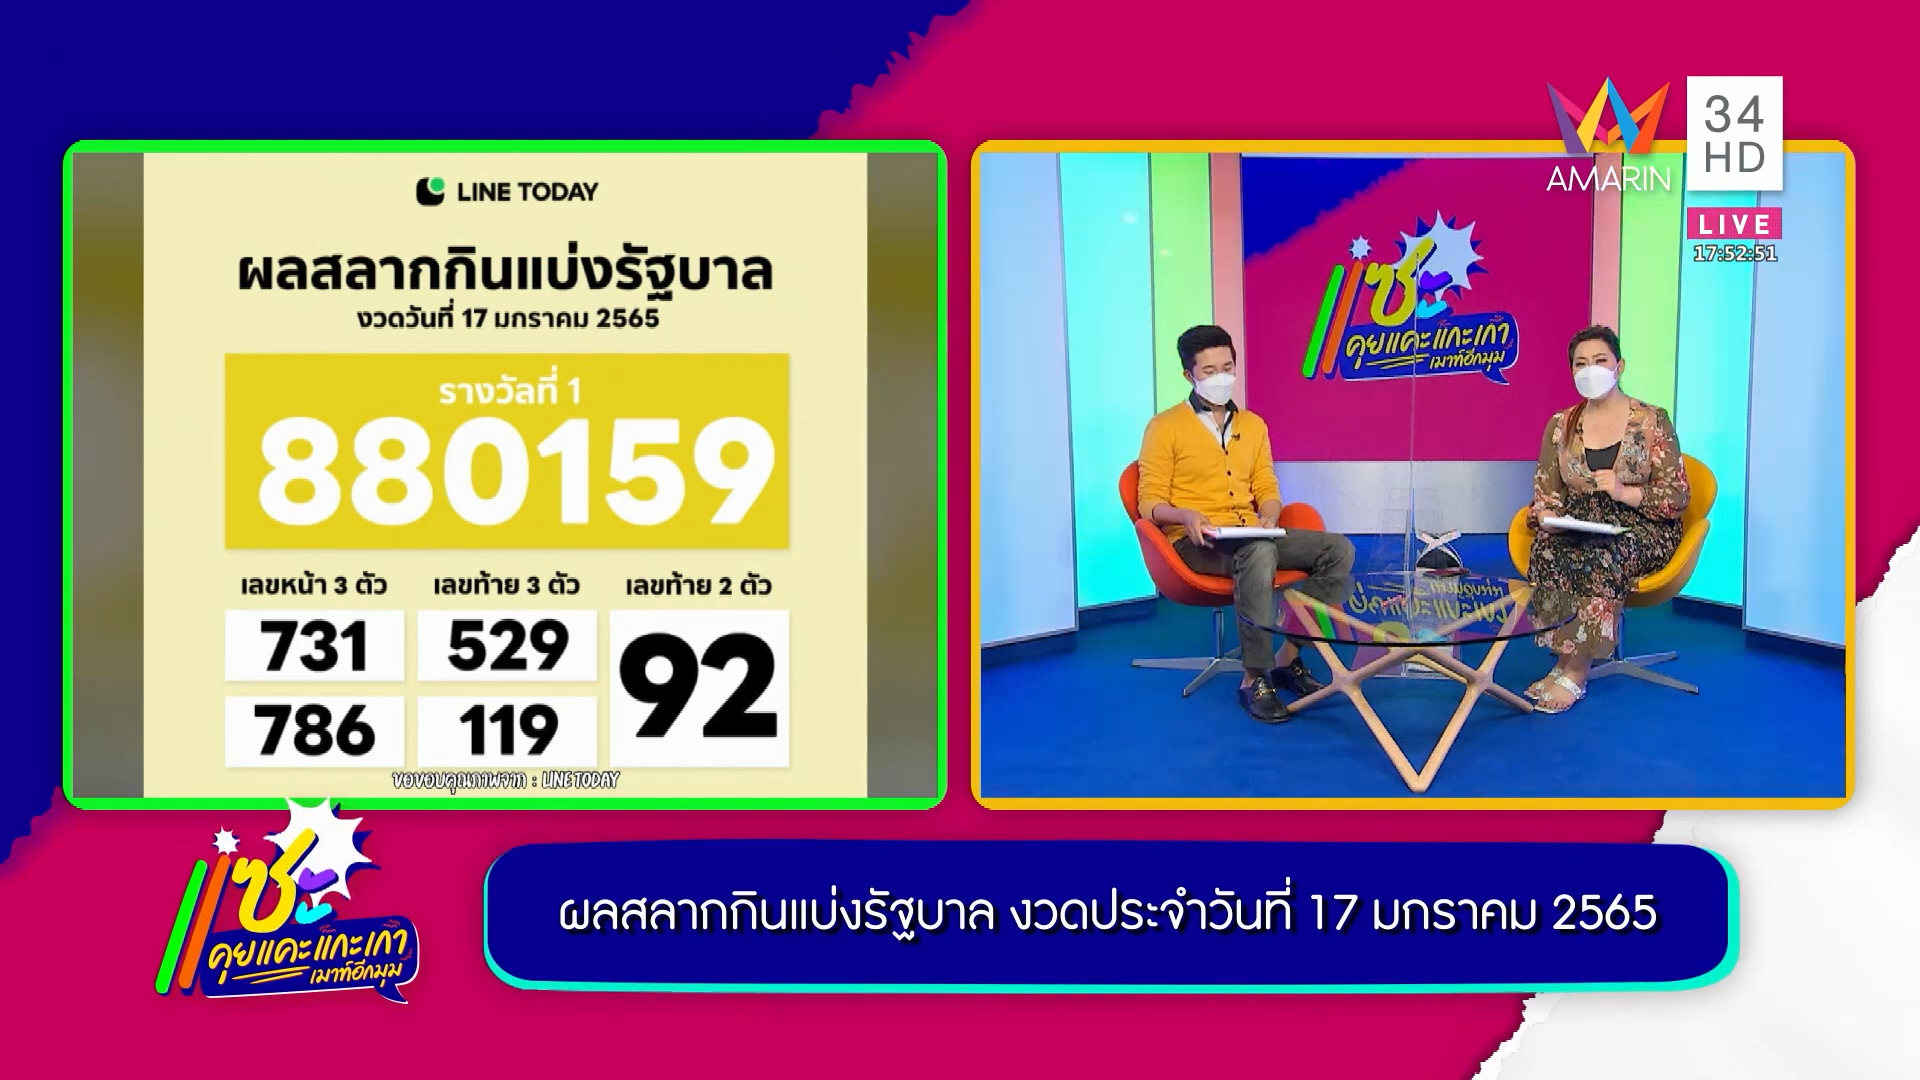 LINE TODAY
ผลสลากกินแบ่งรัฐบาล
งวดวันที่ 17 มกราคม 2565
รางวัลที่ 1
880159
เลขหน้า 3 ตัว เลขท้าย 3 ตัว เลขท้าย 2 ตัว
731 529 92
786 119
ขอขอบคุณภาพจาก : LINE TODAY
AMARIN
34
HD
LIVE
17:52:51
แซะ
คุยแคะแกะเกา
เมาท์อีกมุม
แซะ
คุยแคะแกะเกา
เมาท์อีกมุม
ผลสลากกินแบ่งรัฐบาล งวดประจำวันที่ 17 มกราคม 2565